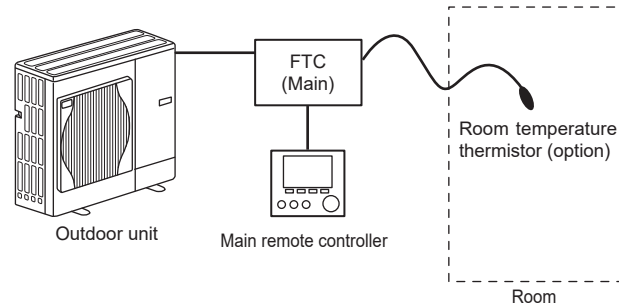 FTC
(Main)
Room temperature
thermistor (option)
Outdoor unit
Main remote controller
Room